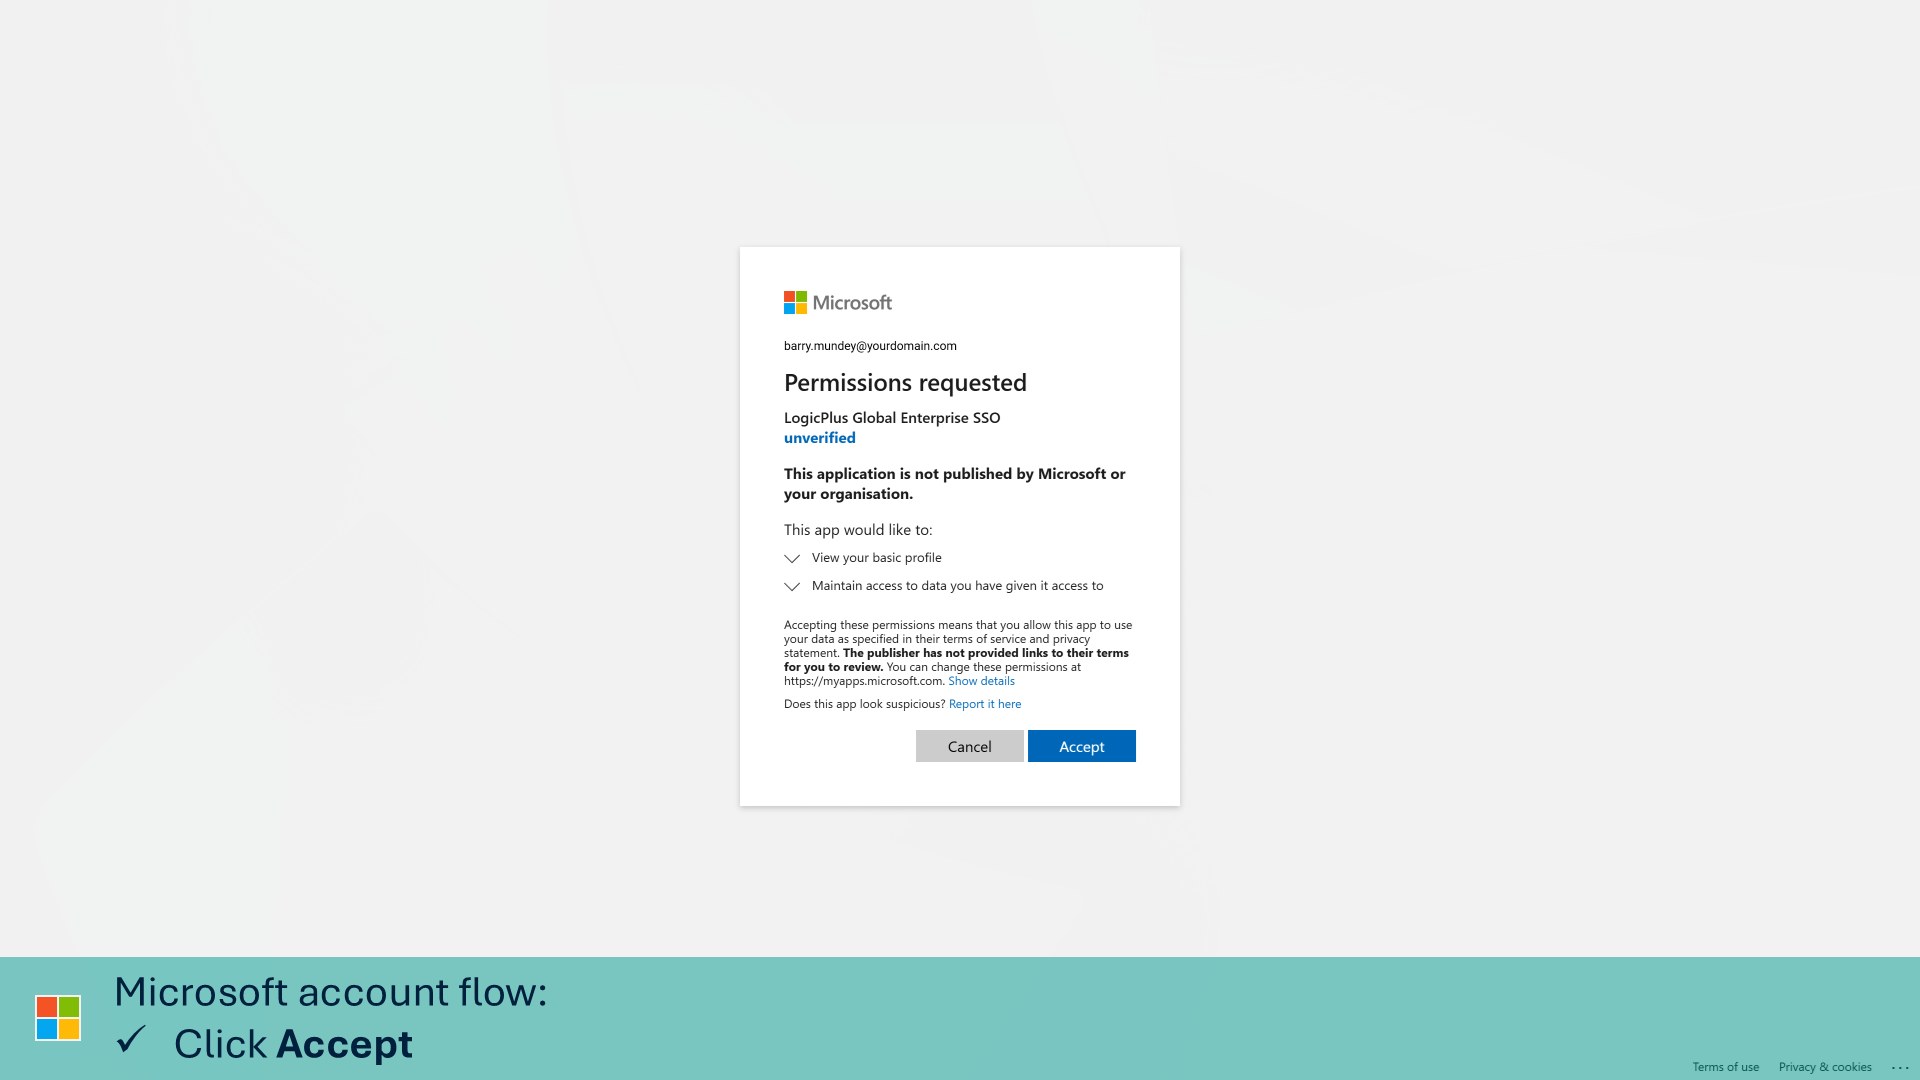 Microsoft
barry.mundey@yourdomain.com
Permissions requested
LogicPlus Global Enterprise SSO
unverified
This application is not published by Microsoft or
your organisation.
This app would like to:
View your basic profile
Maintain access to data you have given it access to
Accepting these permissions means that you allow this app to use
your data as specified in their terms of service and privacy
statement. The publisher has not provided links to their terms
for you to review. You can change these permissions at
https://myapps.microsoft.com. Show details
Does this app look suspicious? Report it here
Cancel Accept
Microsoft account flow:
✓ Click Accept
Terms of use Privacy & cookies ...